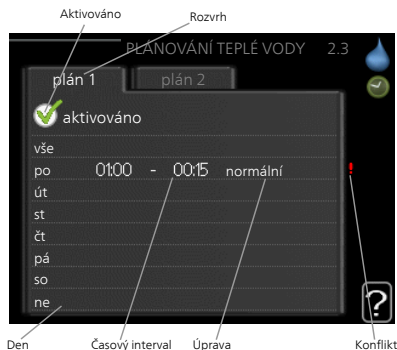 Aktivováno
Rozvrh
PLÁNOVÁNÍ TEPLÉ VODY 2.3
plán 1
plán 2
aktivováno
vše
po 01:00 - 00:15 normální !
út
st
čt
pá
so
ne
?
Den
Časový interval
Úprava
Konflikt